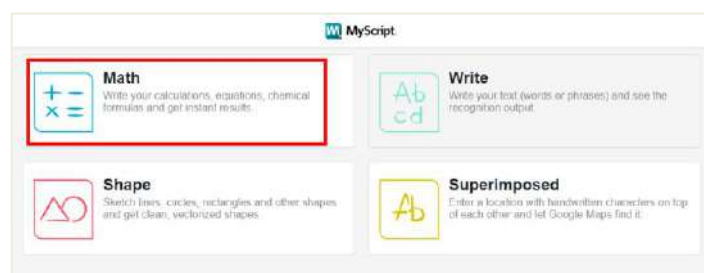 MyScript
Math
Write your calculations, equations, chemical
formulas and get instant results.
+ −
× =
Write
Write your text (words or phrases) and see the
recognition output.
Ab
cd
Shape
Sketch lines, circles, rectangles and other shapes
and get clean, vectorized shapes
Superimposed
Enter a location with handwritten characters on top
of each other and let Google Maps find it.
Ab